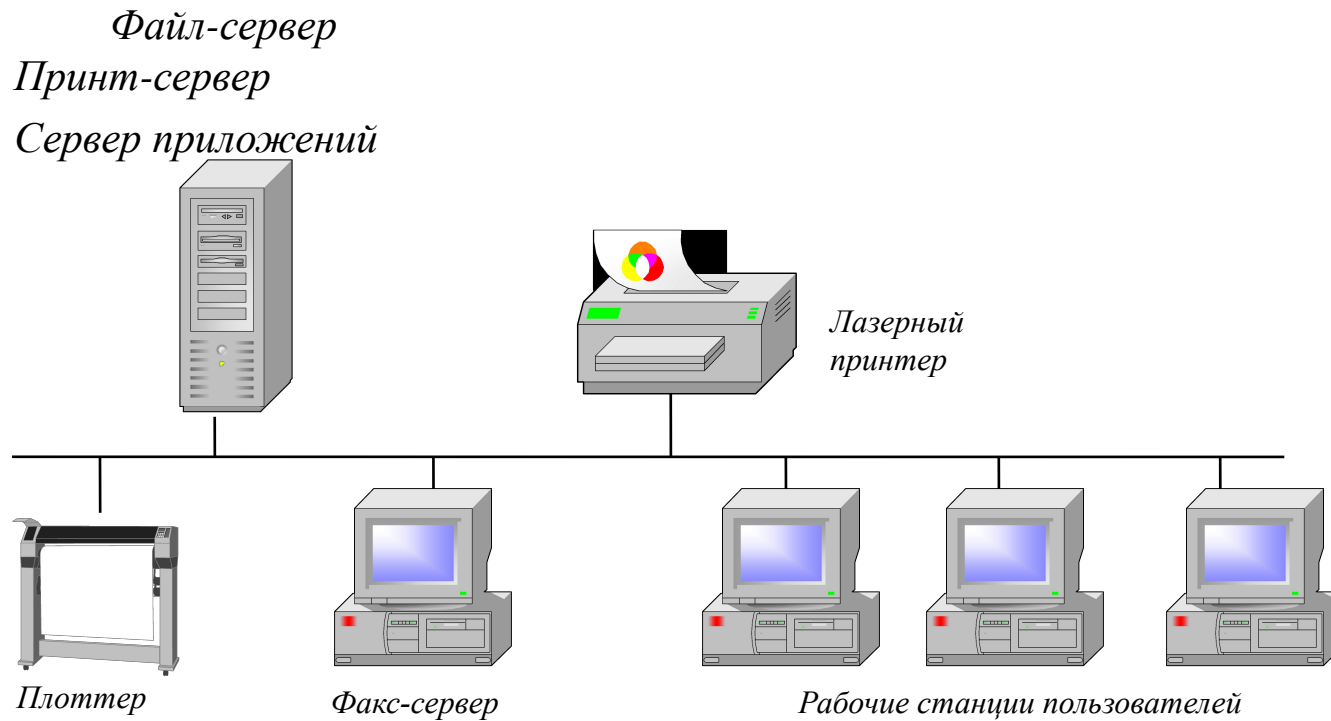 Файл-сервер
Принт-сервер
Сервер приложений
Лазерный
принтер
Плоттер
Факс-сервер
Рабочие станции пользователей